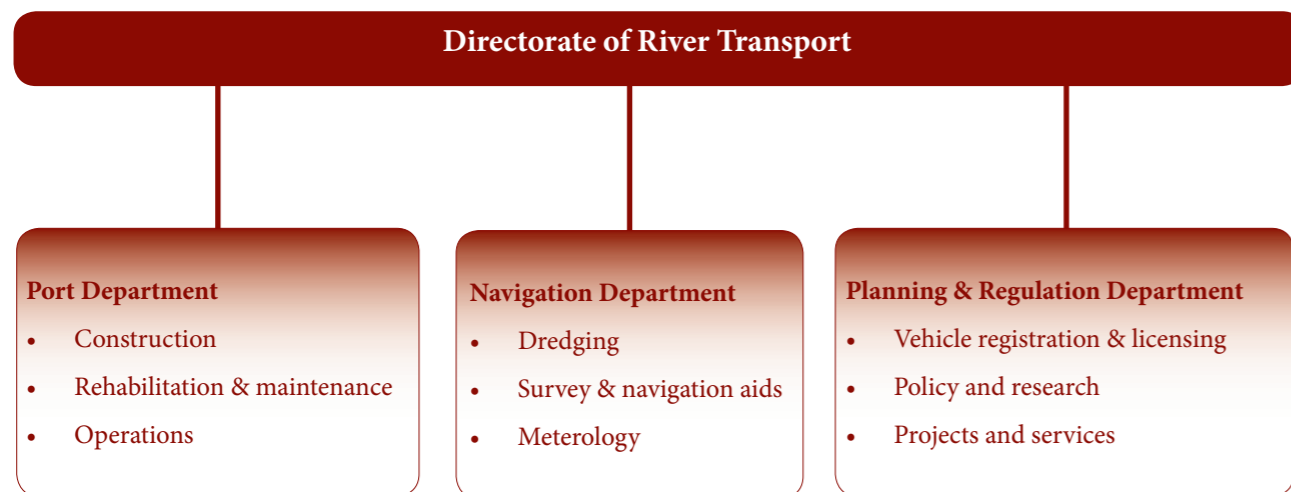 Directorate of River Transport
Port Department
• Construction
• Rehabilitation & maintenance
• Operations
Navigation Department
• Dredging
• Survey & navigation aids
• Meterology
Planning & Regulation Department
• Vehicle registration & licensing
• Policy and research
• Projects and services